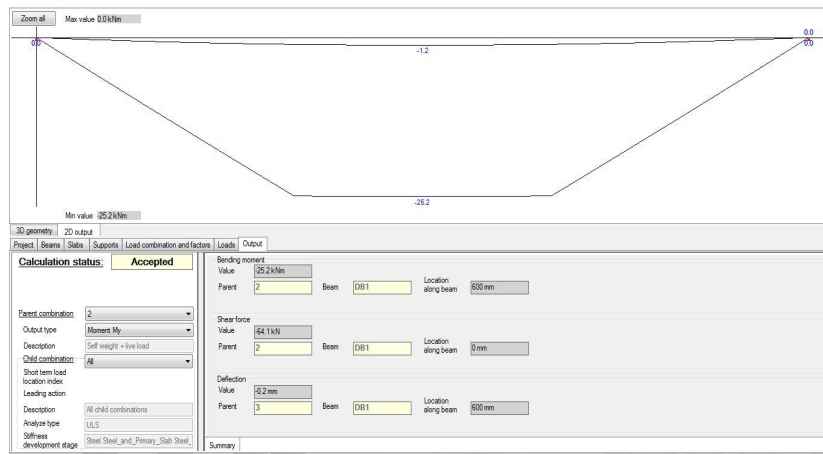 Zoom all Max value 0.0 kNm
0.0
0.0
0.0
-1.2
-25.2
Min value -25.2 kNm
3D geometry 2D output
Project Beams Slabs Supports Load combination and factors Loads Output
Calculation status: Accepted
Parent combination 2
Output type Moment My
Description Self weight + live load
Child combination All
Short term load
location index
Leading action
Description All child combinations
Analyze type ULS
Stiffness
development stage Steel Steel_and_Primary_Slab Steel_
Bending moment
Value -25.2 kNm
Parent 2 Beam DB1 Location along beam 600 mm
Shear force
Value -64.1 kN
Parent 2 Beam DB1 Location along beam 0 mm
Deflection
Value -0.2 mm
Parent 3 Beam DB1 Location along beam 600 mm
Summary